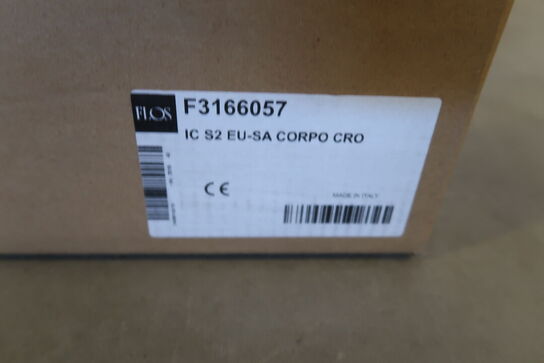 FLOS
F3166057
IC S2 EU-SA CORPO CRO
CE
MADE IN ITALY